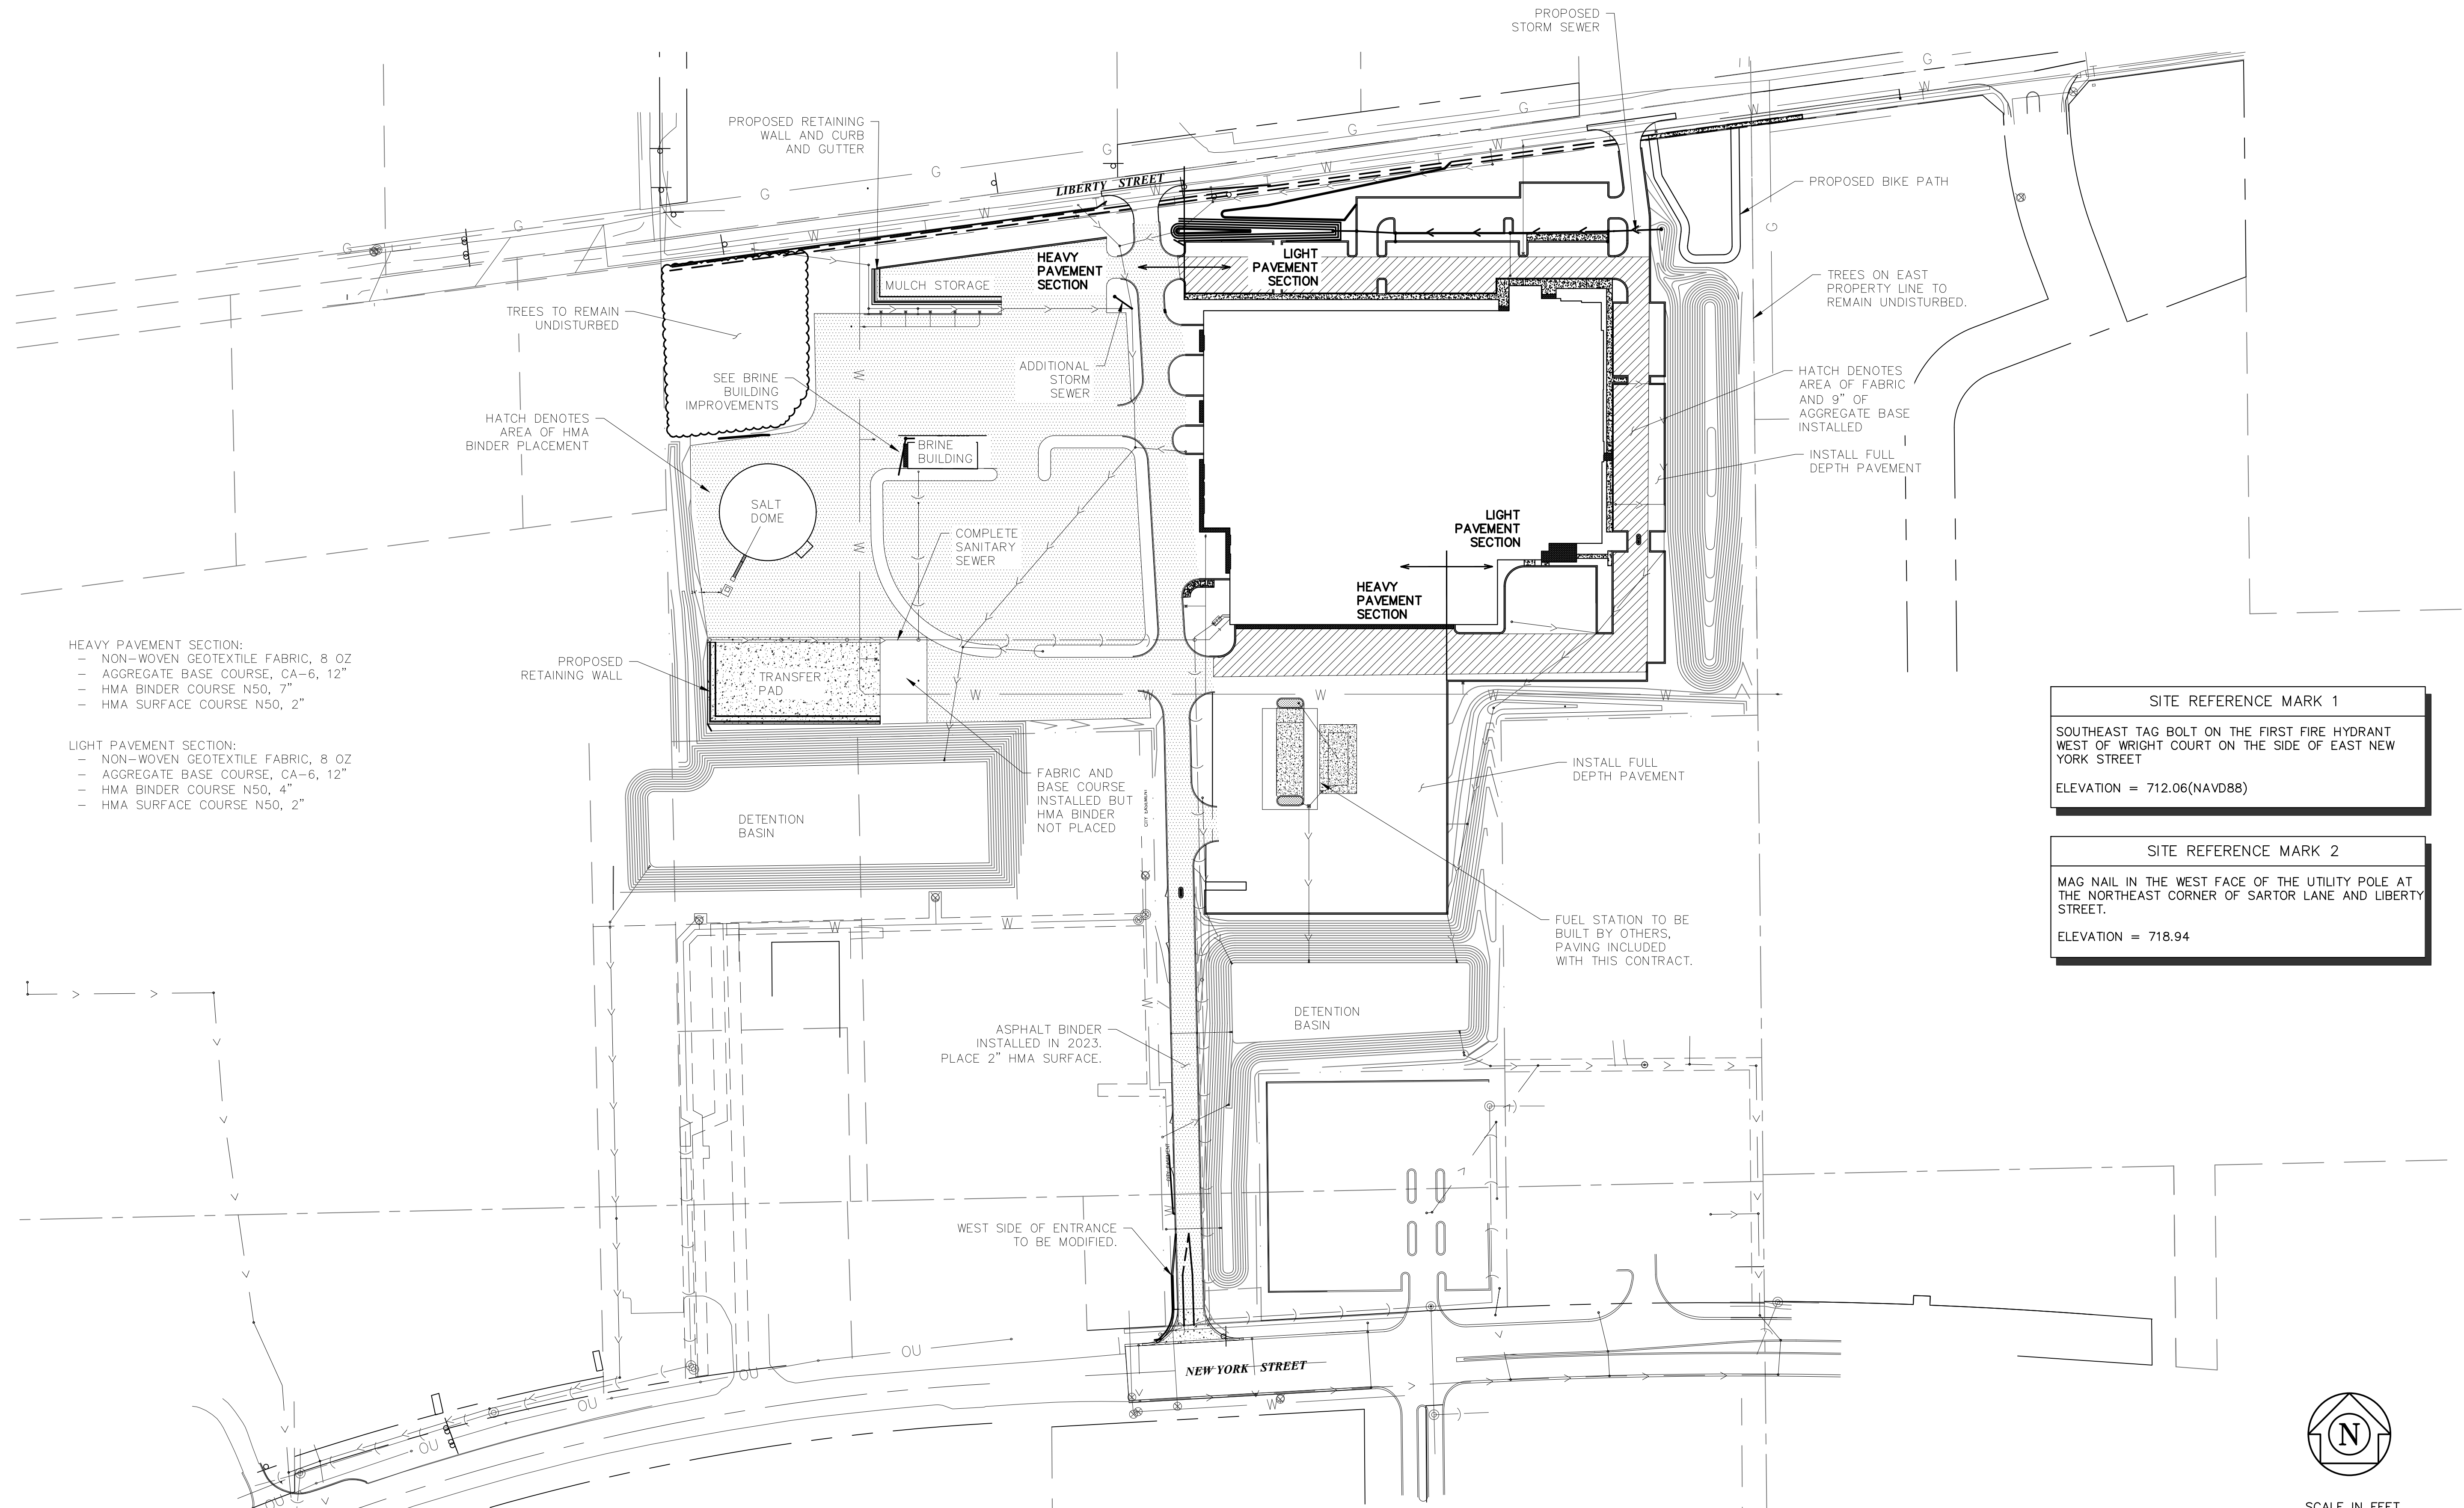 PROPOSED
STORM SEWER
PROPOSED RETAINING
WALL AND CURB
AND GUTTER
LIBERTY STREET
PROPOSED BIKE PATH
HEAVY
PAVEMENT
SECTION
LIGHT
PAVEMENT
SECTION
MULCH STORAGE
TREES ON EAST
PROPERTY LINE TO
REMAIN UNDISTURBED.
TREES TO REMAIN
UNDISTURBED
ADDITIONAL
STORM
SEWER
SEE BRINE
BUILDING
IMPROVEMENTS
HATCH DENOTES
AREA OF FABRIC
AND 9" OF
AGGREGATE BASE
INSTALLED
HATCH DENOTES
AREA OF HMA
BINDER PLACEMENT
BRINE
BUILDING
INSTALL FULL
DEPTH PAVEMENT
SALT
DOME
COMPLETE
SANITARY
SEWER
LIGHT
PAVEMENT
SECTION
HEAVY
PAVEMENT
SECTION
HEAVY PAVEMENT SECTION:
- NON-WOVEN GEOTEXTILE FABRIC, 8 OZ
- AGGREGATE BASE COURSE, CA-6, 12"
- HMA BINDER COURSE N50, 7"
- HMA SURFACE COURSE N50, 2"
PROPOSED
RETAINING WALL
TRANSFER
PAD
LIGHT PAVEMENT SECTION:
- NON-WOVEN GEOTEXTILE FABRIC, 8 OZ
- AGGREGATE BASE COURSE, CA-6, 12"
- HMA BINDER COURSE N50, 4"
- HMA SURFACE COURSE N50, 2"
SITE REFERENCE MARK 1
SOUTHEAST TAG BOLT ON THE FIRST FIRE HYDRANT
WEST OF WRIGHT COURT ON THE SIDE OF EAST NEW
YORK STREET
ELEVATION = 712.06(NAVD88)
FABRIC AND
BASE COURSE
INSTALLED BUT
HMA BINDER
NOT PLACED
CITY EASEMENT
INSTALL FULL
DEPTH PAVEMENT
DETENTION
BASIN
SITE REFERENCE MARK 2
MAG NAIL IN THE WEST FACE OF THE UTILITY POLE AT
THE NORTHEAST CORNER OF SARTOR LANE AND LIBERTY
STREET.
ELEVATION = 718.94
FUEL STATION TO BE
BUILT BY OTHERS,
PAVING INCLUDED
WITH THIS CONTRACT.
DETENTION
BASIN
ASPHALT BINDER
INSTALLED IN 2023.
PLACE 2" HMA SURFACE.
WEST SIDE OF ENTRANCE
TO BE MODIFIED.
NEW YORK STREET
N
SCALE IN FEET